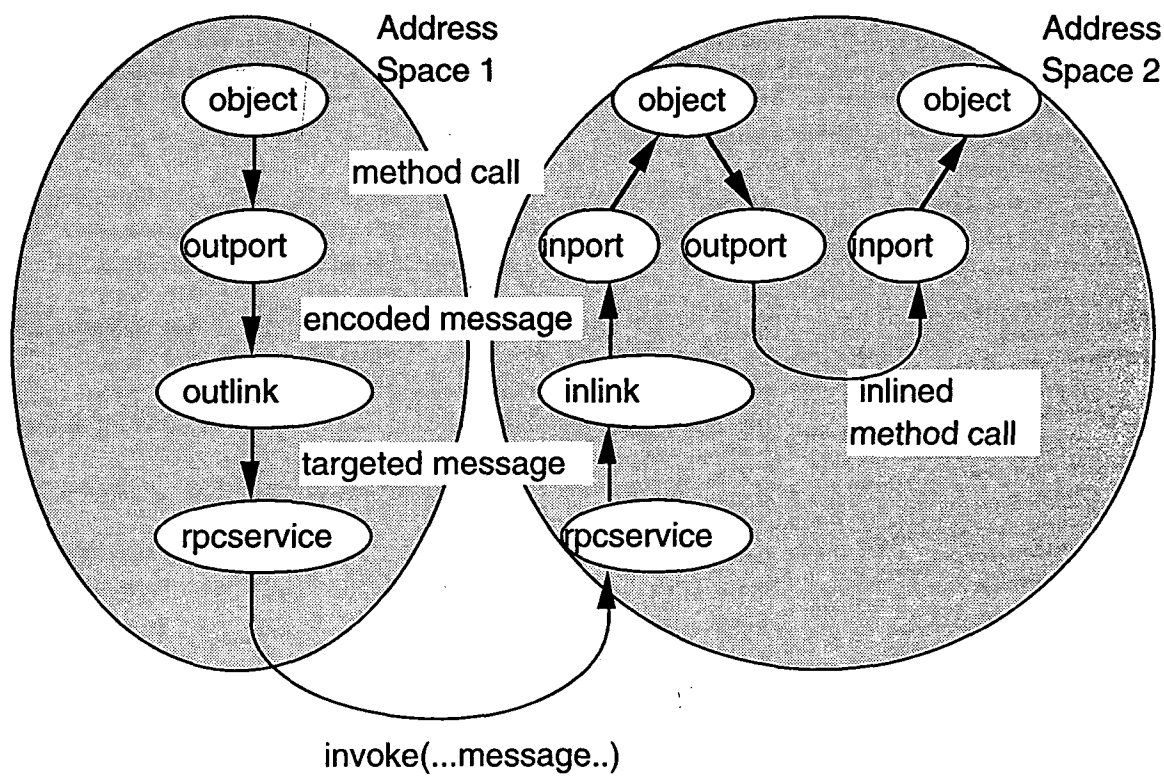 Address
Space 1
Address
Space 2
object
object
object
method call
outport
inport
outport
inport
encoded message
outlink
inlink
inlined
method call
targeted message
rpcservice
rpcservice
invoke(...message..)